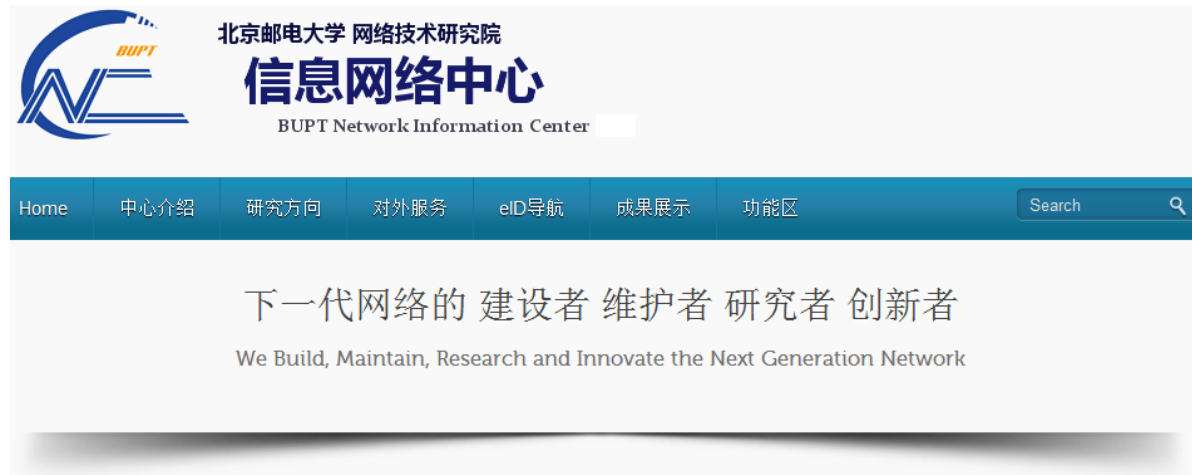 BUPT
北京邮电大学 网络技术研究院
信息网络中心
BUPT Network Information Center
Home 中心介绍 研究方向 对外服务 eID导航 成果展示 功能区 Search
下一代网络的 建设者 维护者 研究者 创新者
We Build, Maintain, Research and Innovate the Next Generation Network